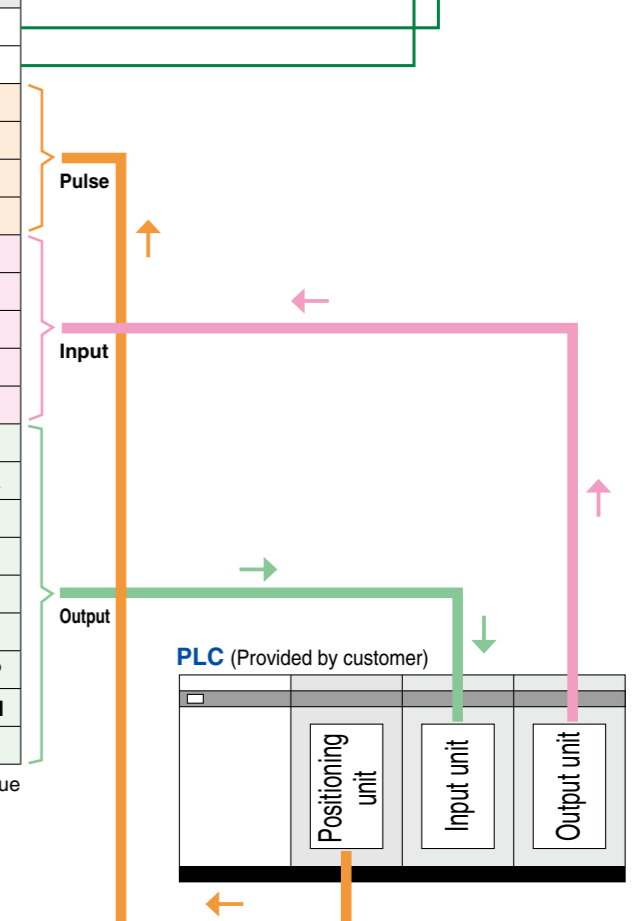 Pulse
Input
Output
PLC (Provided by customer)
Positioning
unit
Input unit
Output unit
ue